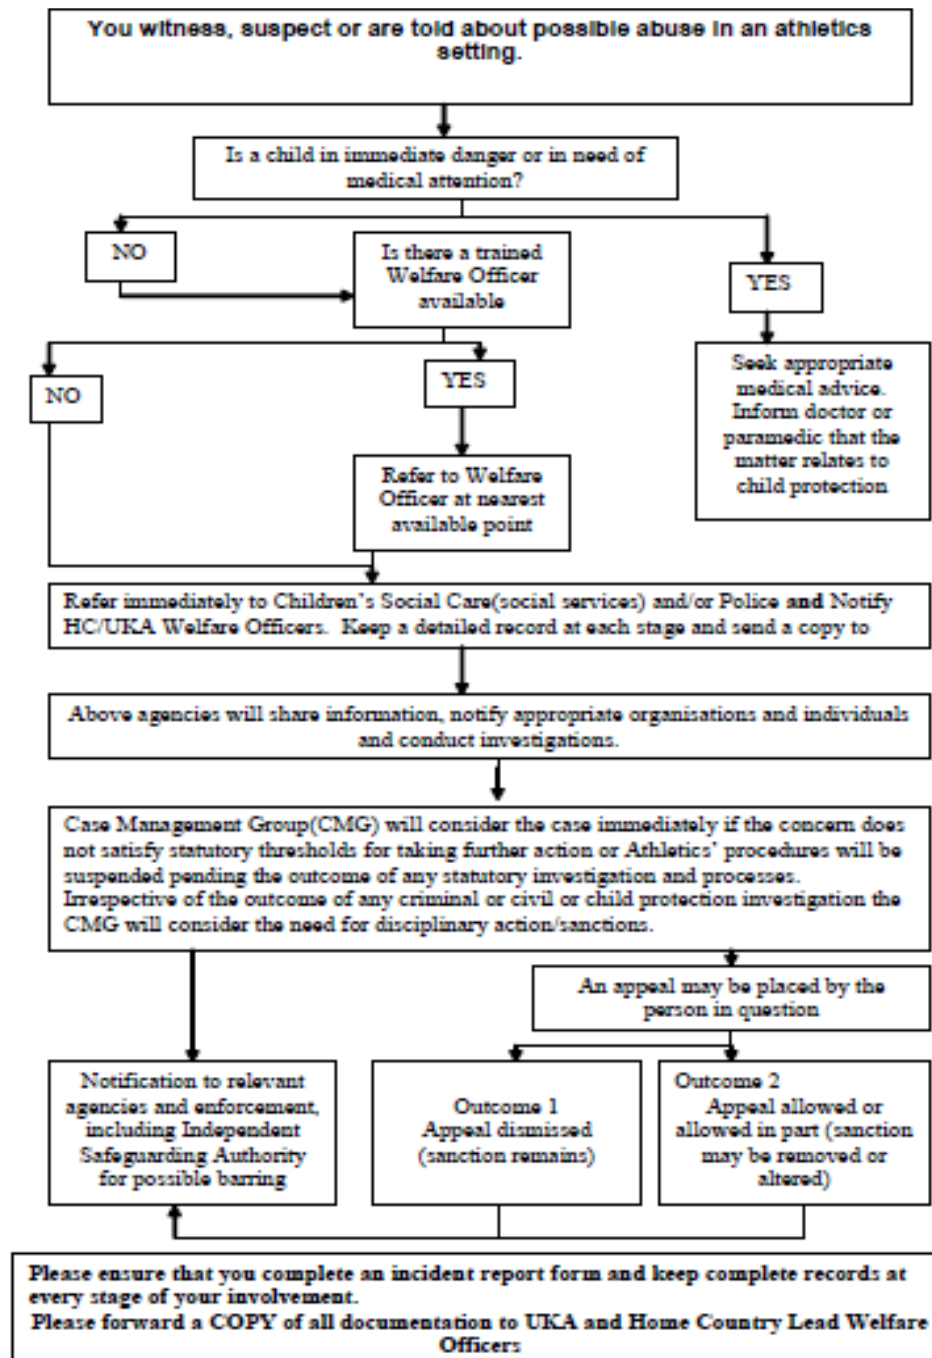 You witness, suspect or are told about possible abuse in an athletics
setting.
Is a child in immediate danger or in need of
medical attention?
NO
Is there a trained
Welfare Officer
available
YES
NO
YES
Seek appropriate
medical advice.
Inform doctor or
paramedic that the
matter relates to
child protection
Refer to Welfare
Officer at nearest
available point
Refer immediately to Children's Social Care(social services) and/or Police and Notify
HC/UKA Welfare Officers.  Keep a detailed record at each stage and send a copy to
Above agencies will share information, notify appropriate organisations and individuals
and conduct investigations.
Case Management Group(CMG) will consider the case immediately if the concern does
not satisfy statutory thresholds for taking further action or Athletics' procedures will be
suspended pending the outcome of any statutory investigation and processes.
Irrespective of the outcome of any criminal or civil or child protection investigation the
CMG will consider the need for disciplinary action/sanctions.
An appeal may be placed by the
person in question
Notification to relevant
agencies and enforcement,
including Independent
Safeguarding Authority
for possible barring
Outcome 1
Appeal dismissed
(sanction remains)
Outcome 2
Appeal allowed or
allowed in part (sanction
may be removed or
altered)
Please ensure that you complete an incident report form and keep complete records at
every stage of your involvement.
Please forward a COPY of all documentation to UKA and Home Country Lead Welfare
Officers